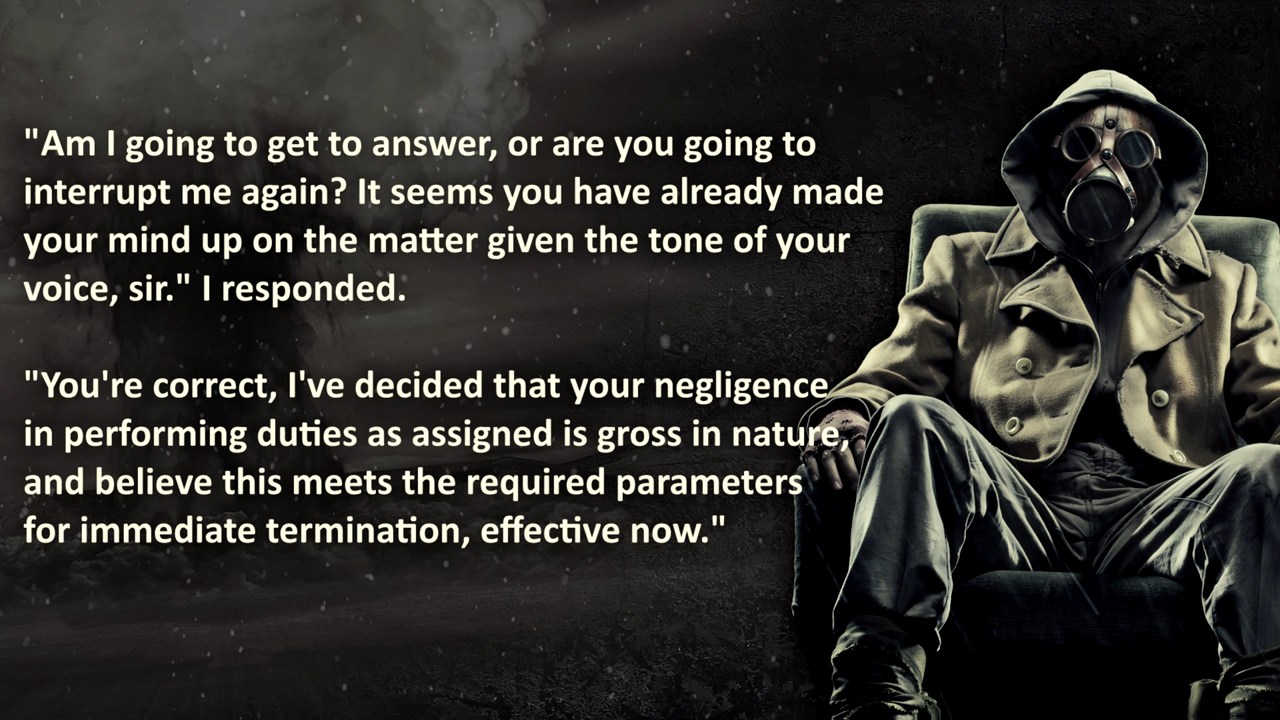 "Am I going to get to answer, or are you going to
interrupt me again? It seems you have already made
your mind up on the matter given the tone of your
voice, sir." I responded.
"You're correct, I've decided that your negligence
in performing duties as assigned is gross in nature,
and believe this meets the required parameters
for immediate termination, effective now."